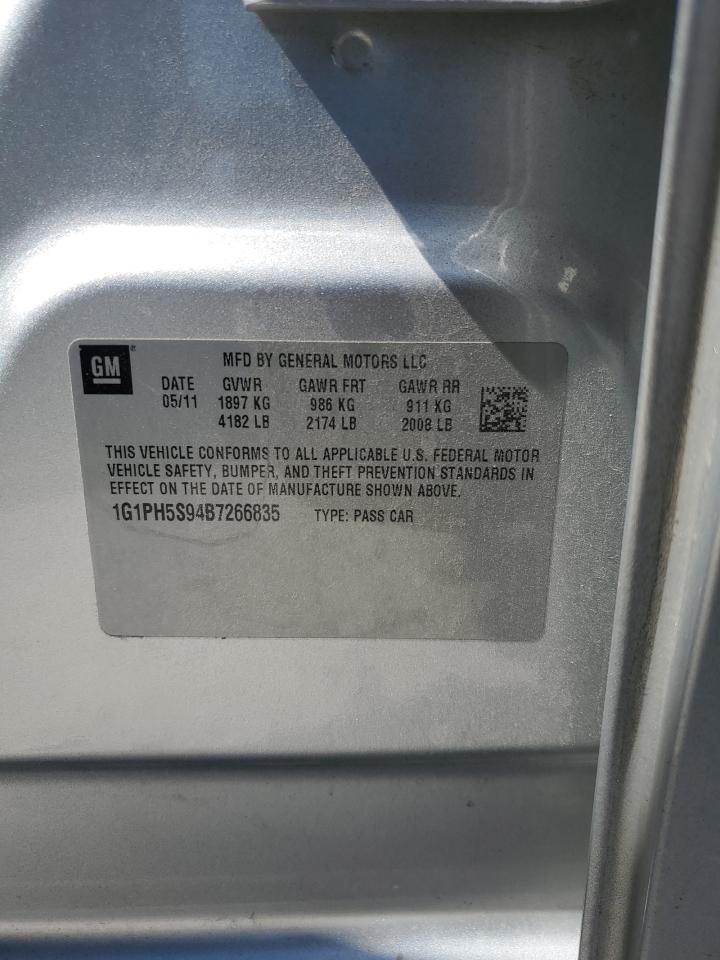 GM
MFD BY GENERAL MOTORS LLC
DATE GVWR GAWR FRT GAWR RR
05/11 1897 KG 986 KG 911 KG
4182 LB 2174 LB 2008 LB
THIS VEHICLE CONFORMS TO ALL APPLICABLE U.S. FEDERAL MOTOR
VEHICLE SAFETY, BUMPER, AND THEFT PREVENTION STANDARDS IN
EFFECT ON THE DATE OF MANUFACTURE SHOWN ABOVE.
1G1PH5S94B7266835 TYPE: PASS CAR